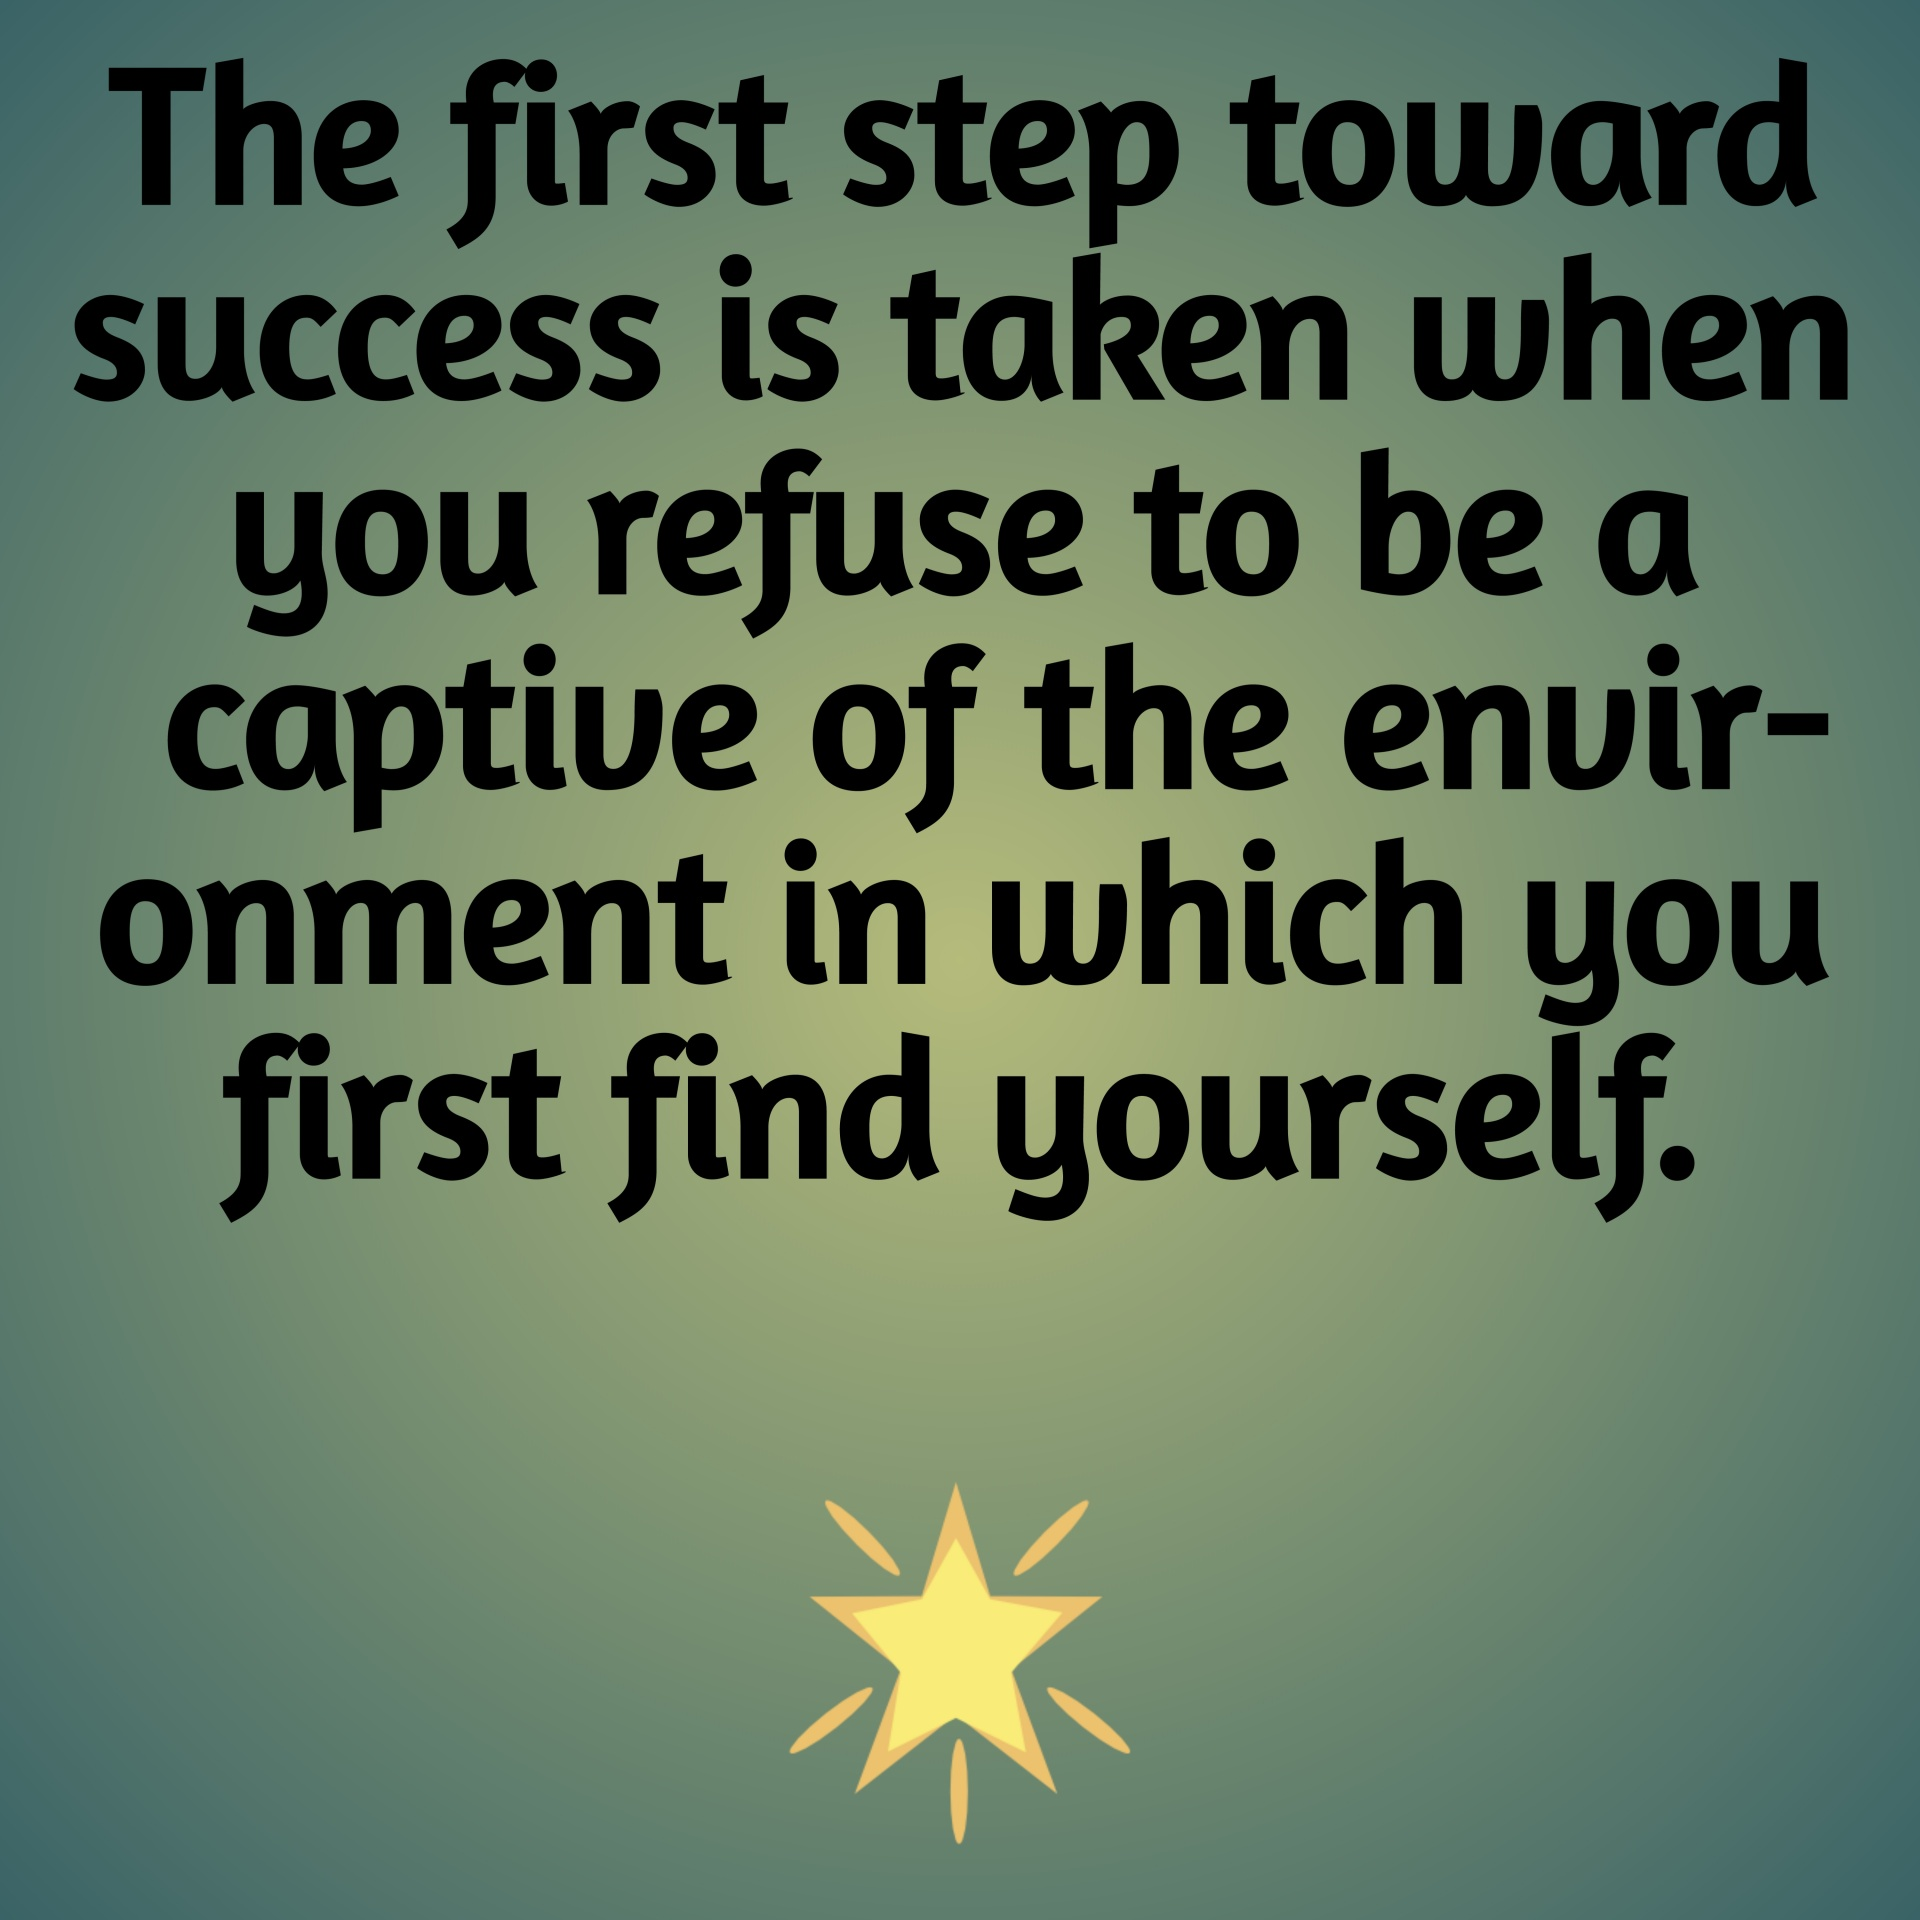 The first step toward
success is taken when
you refuse to be a
captive of the envir-
onment in which you
first find yourself.